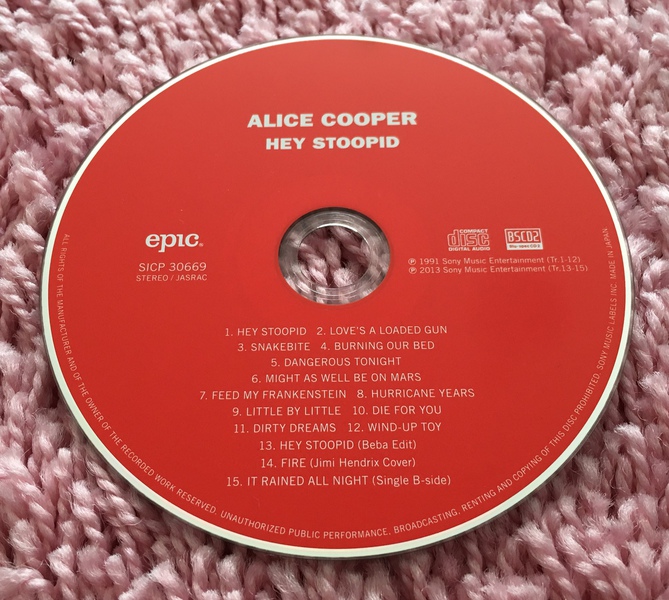 ALICE COOPER
HEY STOOPID
epic®
SICP 30669
STEREO / JASRAC
COMPACT
disc
DIGITAL AUDIO
BSCD2
Blu-spec CD 2
℗ 1991 Sony Music Entertainment (Tr.1-12)
℗ 2013 Sony Music Entertainment (Tr.13-15)
1. HEY STOOPID 2. LOVE'S A LOADED GUN
3. SNAKEBITE 4. BURNING OUR BED
5. DANGEROUS TONIGHT
6. MIGHT AS WELL BE ON MARS
7. FEED MY FRANKENSTEIN 8. HURRICANE YEARS
9. LITTLE BY LITTLE 10. DIE FOR YOU
11. DIRTY DREAMS 12. WIND-UP TOY
13. HEY STOOPID (Beba Edit)
14. FIRE (Jimi Hendrix Cover)
15. IT RAINED ALL NIGHT (Single B-side)
ALL RIGHTS OF THE MANUFACTURER AND OF THE OWNER OF THE RECORDED WORK RESERVED. UNAUTHORIZED PUBLIC PERFORMANCE, BROADCASTING, RENTING AND COPYING OF THIS DISC PROHIBITED. SONY MUSIC LABELS INC. MADE IN JAPAN